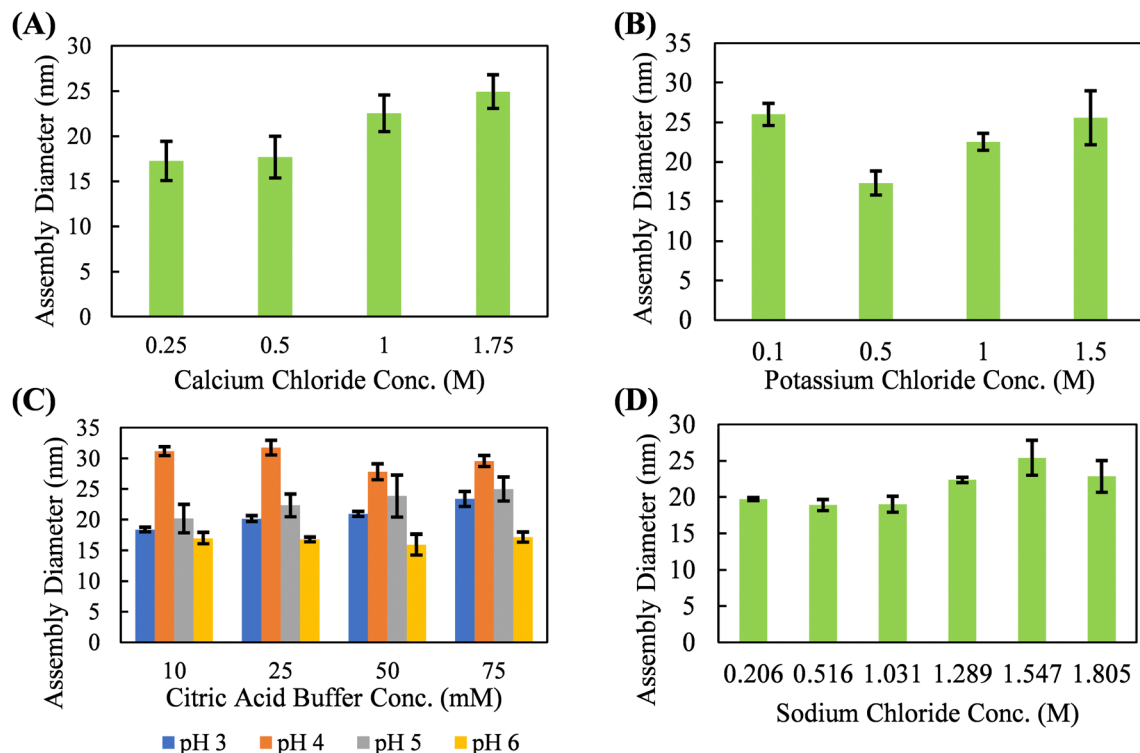 (A)
30
25
20
15
10
5
0
Assembly Diameter (nm)
0.25 0.5 1 1.75
Calcium Chloride Conc. (M)
(B)
35
30
25
20
15
10
5
0
Assembly Diameter (nm)
0.1 0.5 1 1.5
Potassium Chloride Conc. (M)
(C)
35
30
25
20
15
10
5
0
Assembly Diameter (nm)
10 25 50 75
Citric Acid Buffer Conc. (mM)
pH 3 pH 4 pH 5 pH 6
(D)
30
25
20
15
10
5
0
Assembly Diameter (nm)
0.206 0.516 1.031 1.289 1.547 1.805
Sodium Chloride Conc. (M)